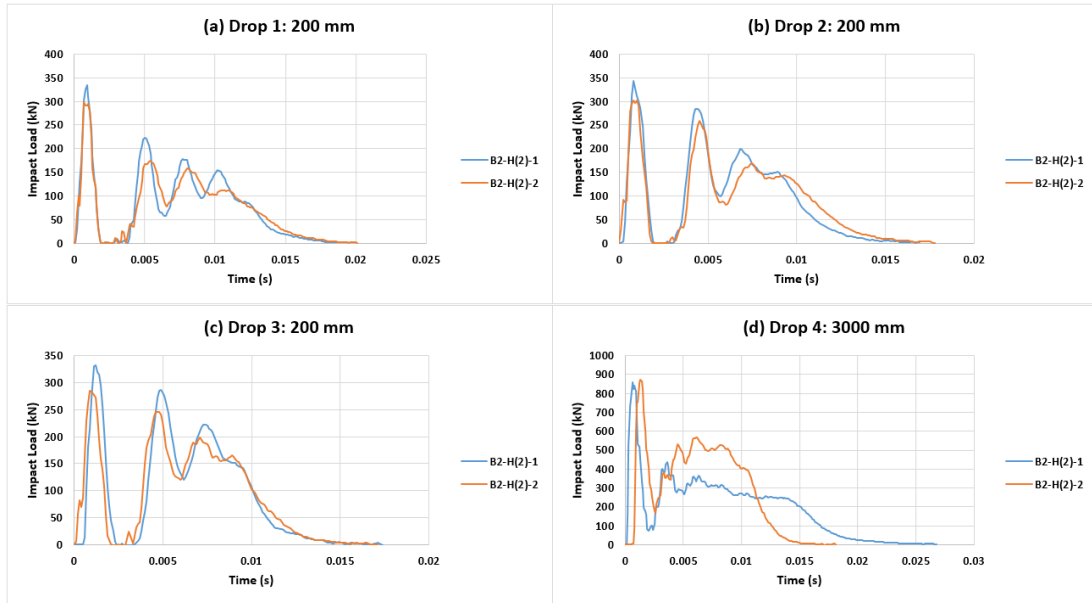 (a) Drop 1: 200 mm
Impact Load (kN)
400
350
300
250
200
150
100
50
0
0 0.005 0.01 0.015 0.02 0.025
Time (s)
B2-H(2)-1
B2-H(2)-2
(b) Drop 2: 200 mm
Impact Load (kN)
400
350
300
250
200
150
100
50
0
0 0.005 0.01 0.015 0.02
Time (s)
B2-H(2)-1
B2-H(2)-2
(c) Drop 3: 200 mm
Impact Load (kN)
350
300
250
200
150
100
50
0
0 0.005 0.01 0.015 0.02
Time (s)
B2-H(2)-1
B2-H(2)-2
(d) Drop 4: 3000 mm
Impact Load (kN)
1000
900
800
700
600
500
400
300
200
100
0
0 0.005 0.01 0.015 0.02 0.025 0.03
Time (s)
B2-H(2)-1
B2-H(2)-2